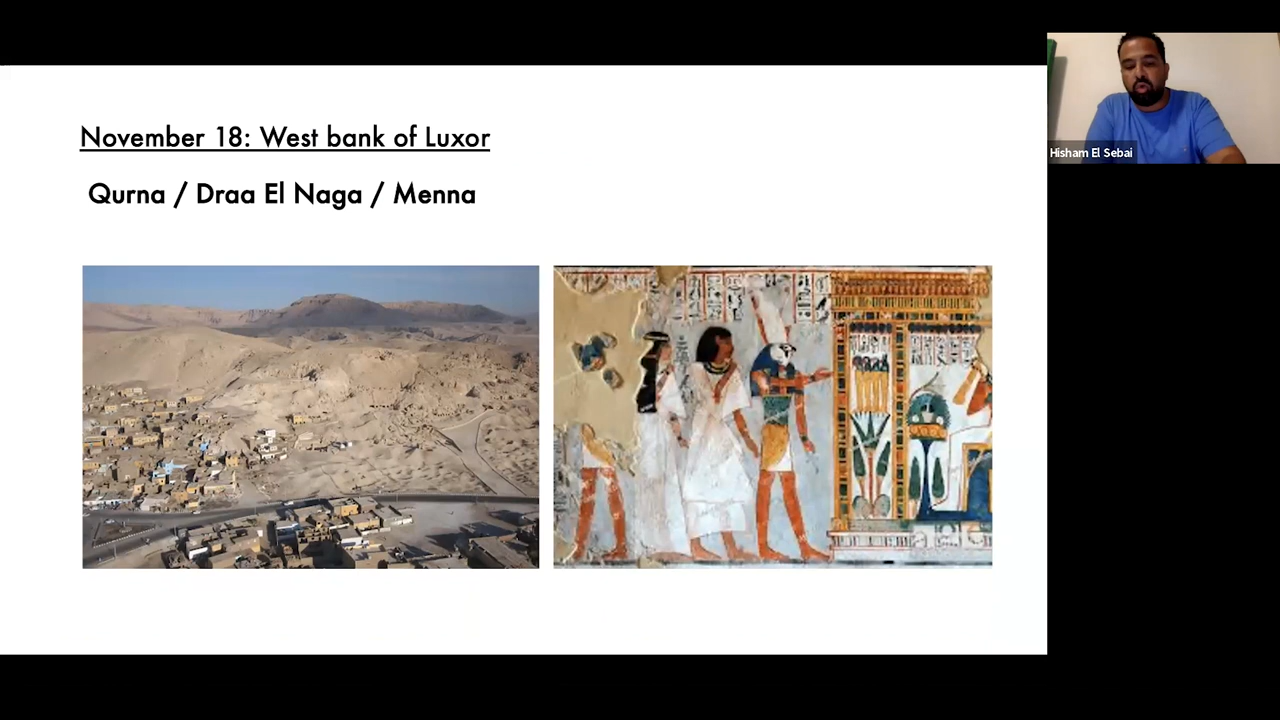 November 18: West bank of Luxor
Qurna / Draa El Naga / Menna
Hisham El Sebai